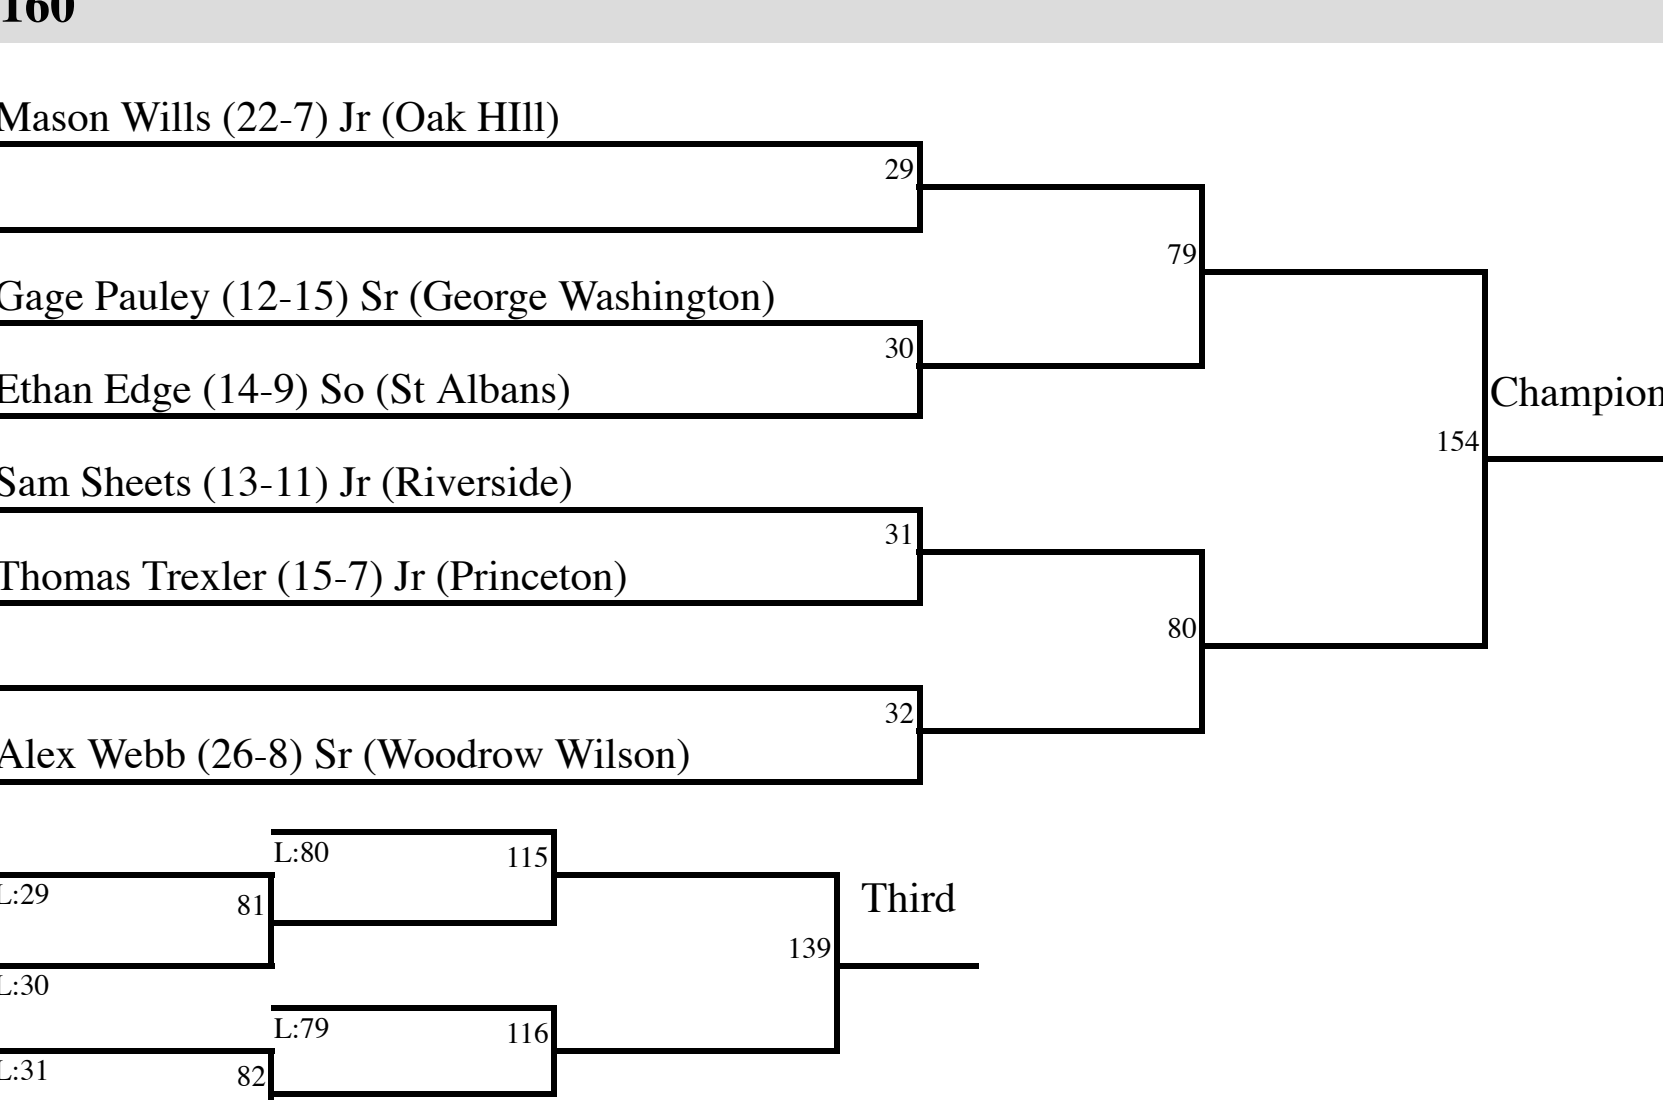 160
Mason Wills (22-7) Jr (Oak HIll)
29
79
Gage Pauley (12-15) Sr (George Washington)
30
Ethan Edge (14-9) So (St Albans)
Champion
154
Sam Sheets (13-11) Jr (Riverside)
31
Thomas Trexler (15-7) Jr (Princeton)
80
32
Alex Webb (26-8) Sr (Woodrow Wilson)
L:80
115
L:29
81
Third
139
L:30
L:79
116
L:31
82